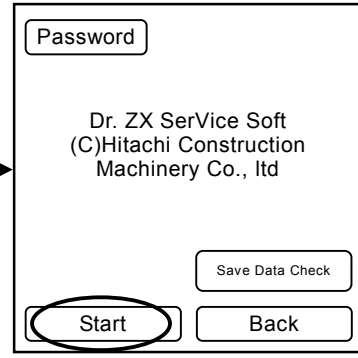 Password
Dr. ZX SerVice Soft
(C)Hitachi Construction
Machinery Co., ltd
Save Data Check
Start
Back